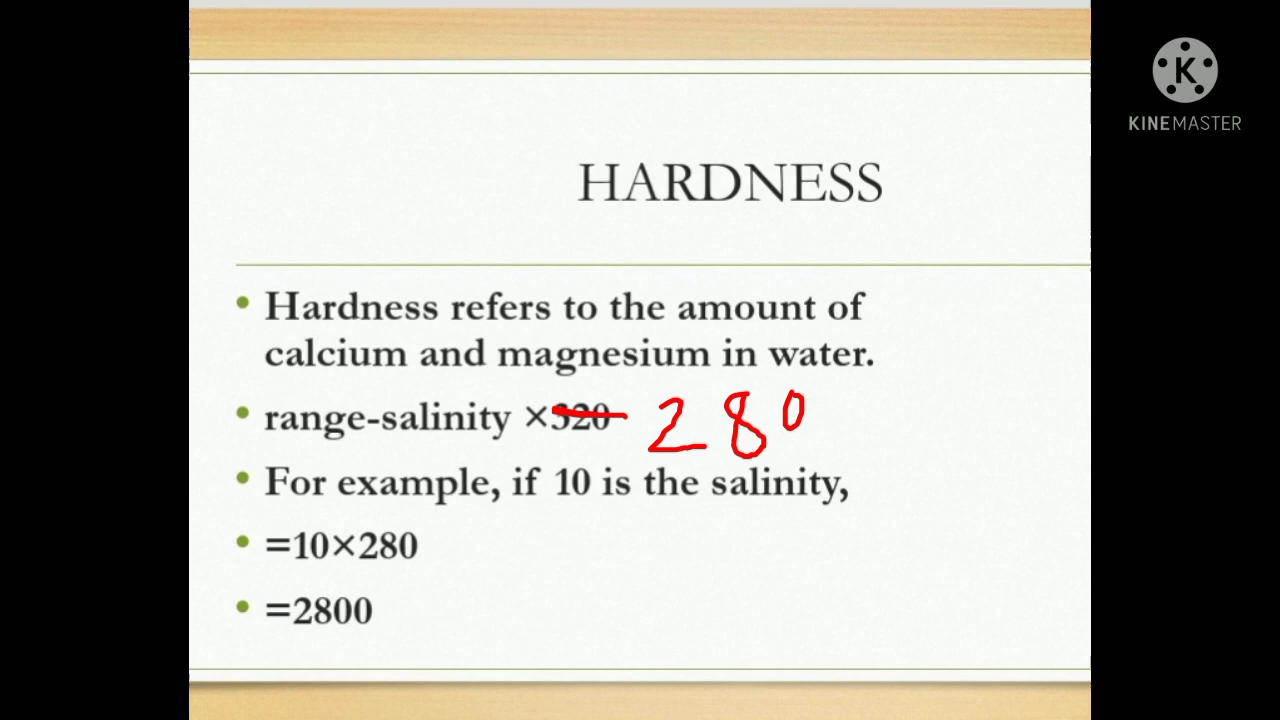 KINEMASTER
HARDNESS
• Hardness refers to the amount of
calcium and magnesium in water.
• range-salinity ×320 280
• For example, if 10 is the salinity,
• =10×280
• =2800